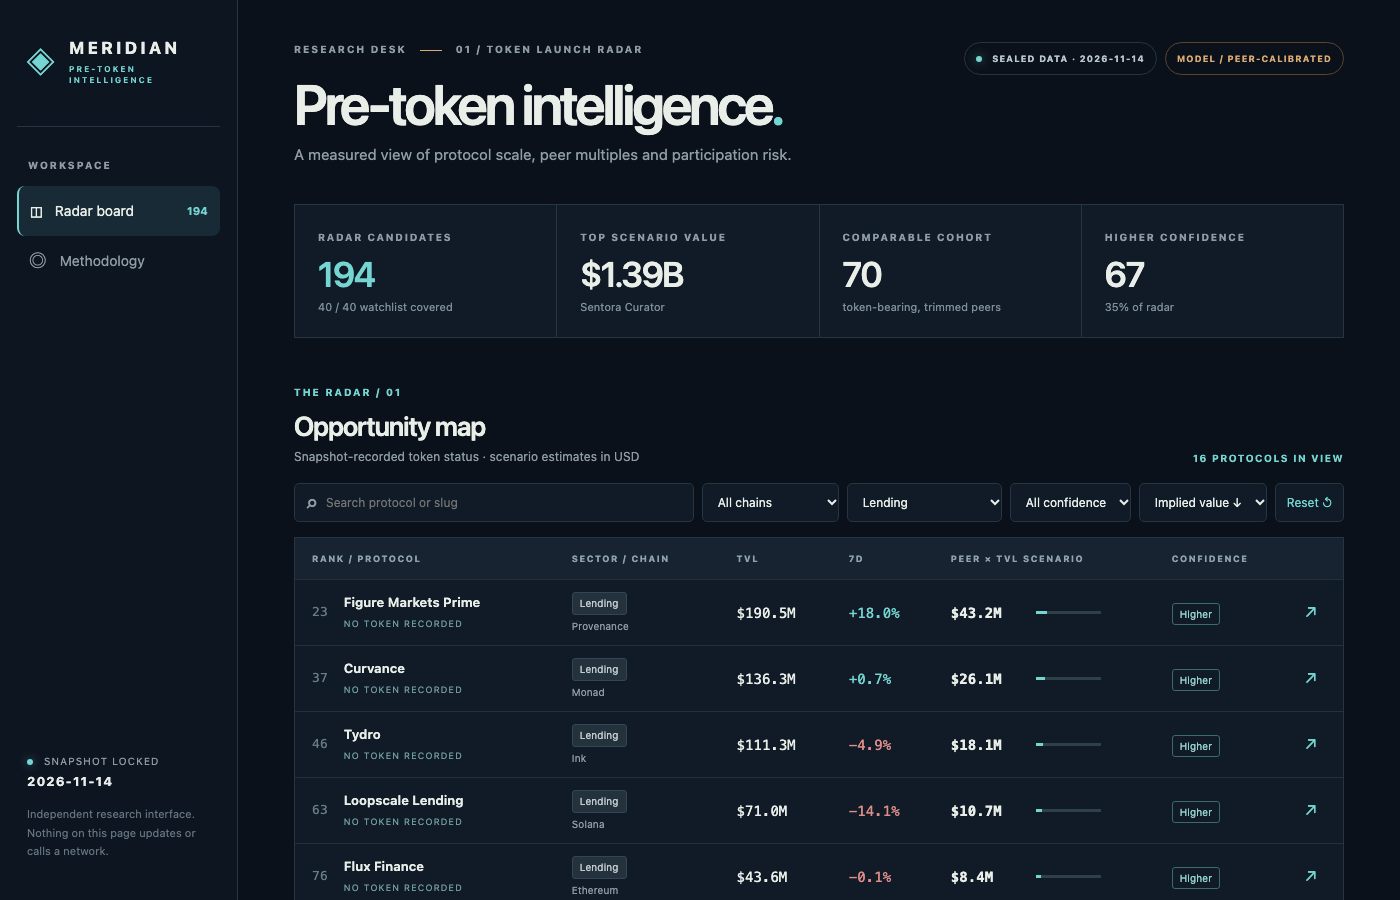 MERIDIAN
PRE-TOKEN
INTELLIGENCE
WORKSPACE
Radar board 194
Methodology
SNAPSHOT LOCKED
2026-11-14
Independent research interface.
Nothing on this page updates or
calls a network.
RESEARCH DESK — 01 / TOKEN LAUNCH RADAR
SEALED DATA · 2026-11-14
MODEL / PEER-CALIBRATED
Pre-token intelligence.
A measured view of protocol scale, peer multiples and participation risk.
RADAR CANDIDATES
194
40 / 40 watchlist covered
TOP SCENARIO VALUE
$1.39B
Sentora Curator
COMPARABLE COHORT
70
token-bearing, trimmed peers
HIGHER CONFIDENCE
67
35% of radar
THE RADAR / 01
Opportunity map
Snapshot-recorded token status · scenario estimates in USD
16 PROTOCOLS IN VIEW
Search protocol or slug
All chains
Lending
All confidence
Implied value ↓
Reset ↺
RANK / PROTOCOL SECTOR / CHAIN TVL 7D PEER × TVL SCENARIO CONFIDENCE
23 Figure Markets Prime NO TOKEN RECORDED Lending Provenance $190.5M +18.0% $43.2M Higher ↗
37 Curvance NO TOKEN RECORDED Lending Monad $136.3M +0.7% $26.1M Higher ↗
46 Tydro NO TOKEN RECORDED Lending Ink $111.3M −4.9% $18.1M Higher ↗
63 Loopscale Lending NO TOKEN RECORDED Lending Solana $71.0M −14.1% $10.7M Higher ↗
76 Flux Finance NO TOKEN RECORDED Lending Ethereum $43.6M −0.1% $8.4M Higher ↗